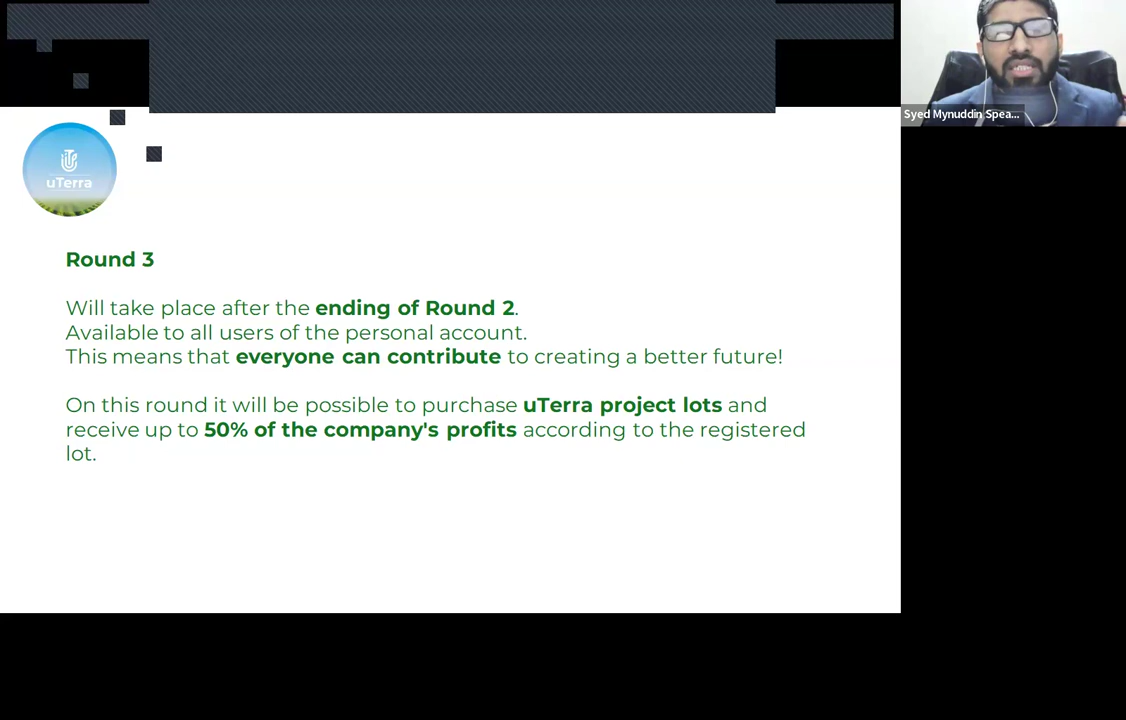 Syed Mynuddin Spea...
uTerra
Round 3
Will take place after the ending of Round 2.
Available to all users of the personal account.
This means that everyone can contribute to creating a better future!
On this round it will be possible to purchase uTerra project lots and
receive up to 50% of the company's profits according to the registered
lot.